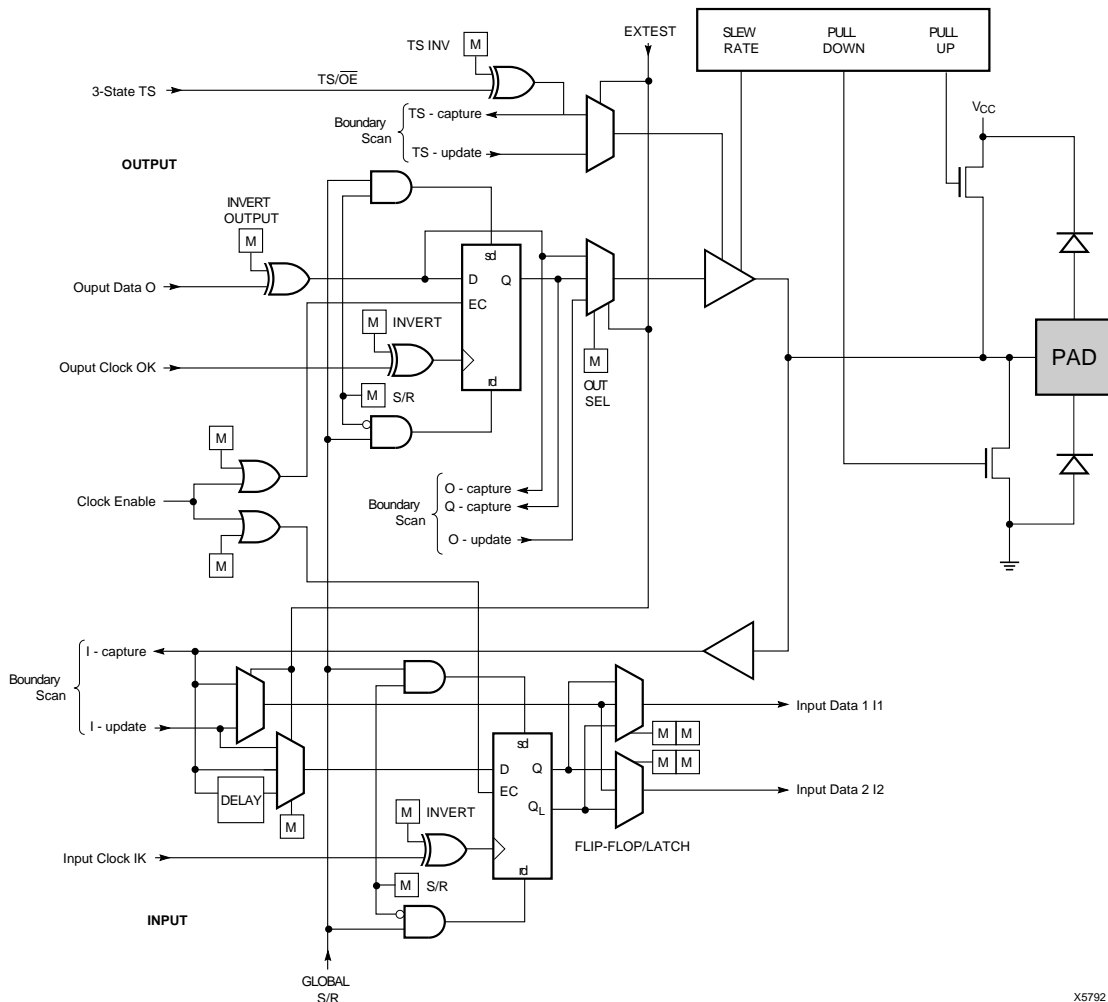 SLEW RATE
PULL DOWN
PULL UP
EXTEST
TS INV
M
TS/OE
3-State TS
TS - capture
Boundary Scan
TS - update
VCC
OUTPUT
INVERT OUTPUT
M
sd
D
Q
EC
Ouput Data O
M
INVERT
PAD
Ouput Clock OK
M
OUT SEL
rd
M
S/R
M
Clock Enable
O - capture
Q - capture
Boundary Scan
O - update
M
I - capture
Boundary Scan
I - update
Input Data 1 I1
M
M
sd
D
Q
M
M
EC
Input Data 2 I2
DELAY
QL
M
M
INVERT
FLIP-FLOP/LATCH
Input Clock IK
rd
M
S/R
INPUT
GLOBAL S/R
X5792